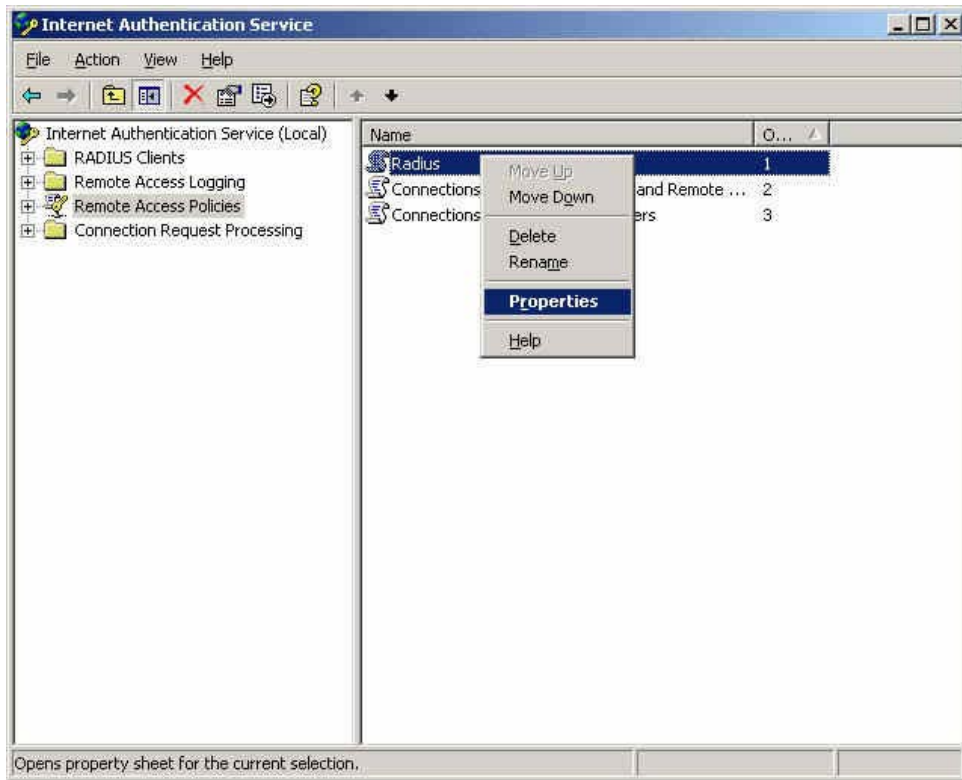 Internet Authentication Service
File Action View Help
Internet Authentication Service (Local)
RADIUS Clients
Remote Access Logging
Remote Access Policies
Connection Request Processing
Name O...
Radius 1
Connections and Remote ... 2
Connections ers 3
Move Up
Move Down
Delete
Rename
Properties
Help
Opens property sheet for the current selection.